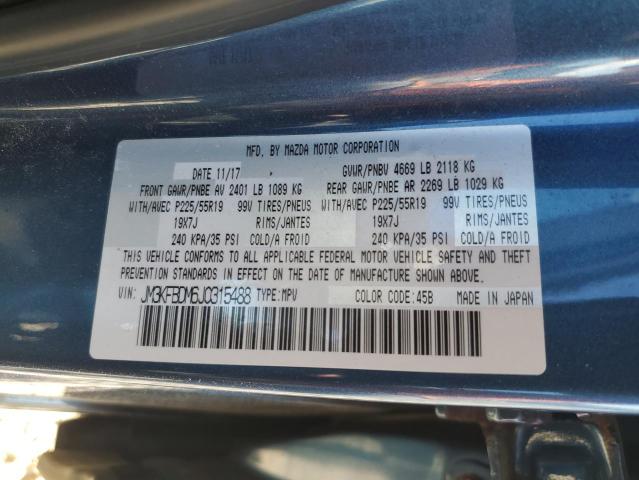 MFD. BY MAZDA MOTOR CORPORATION
DATE 11/17 GVWR/PNBV 4669 LB 2118 KG
FRONT GAWR/PNBE AV 2401 LB 1089 KG REAR GAWR/PNBE AR 2269 LB 1029 KG
WITH/AVEC P225/55R19 99V TIRES/PNEUS WITH/AVEC P225/55R19 99V TIRES/PNEUS
19X7J RIMS/JANTES 19X7J RIMS/JANTES
240 KPA/35 PSI COLD/A FROID 240 KPA/35 PSI COLD/A FROID
THIS VEHICLE CONFORMS TO ALL APPLICABLE FEDERAL MOTOR VEHICLE SAFETY AND THEFT
PREVENTION STANDARDS IN EFFECT ON THE DATE OF MANUFACTURE SHOWN ABOVE.
VIN: JM3KFBDM6J0315488 TYPE:MPV COLOR CODE:45B MADE IN JAPAN